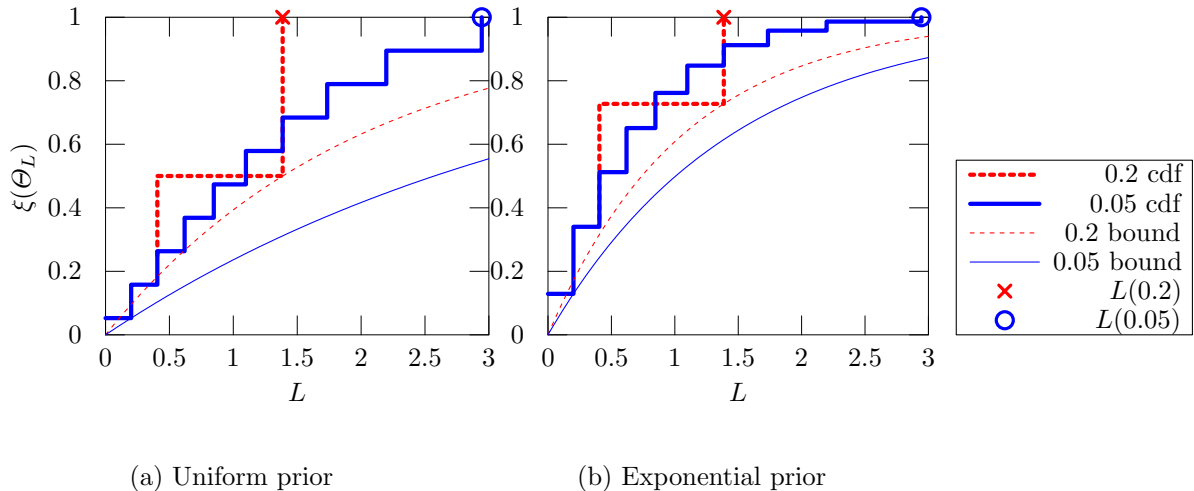 1
0.8
0.6
0.4
0.2
0
ξ(Θ_L)
0 0.5 1 1.5 2 2.5 3
L
1
0.8
0.6
0.4
0.2
0
0 0.5 1 1.5 2 2.5 3
L
0.2 cdf
0.05 cdf
0.2 bound
0.05 bound
L(0.2)
L(0.05)
(a) Uniform prior
(b) Exponential prior